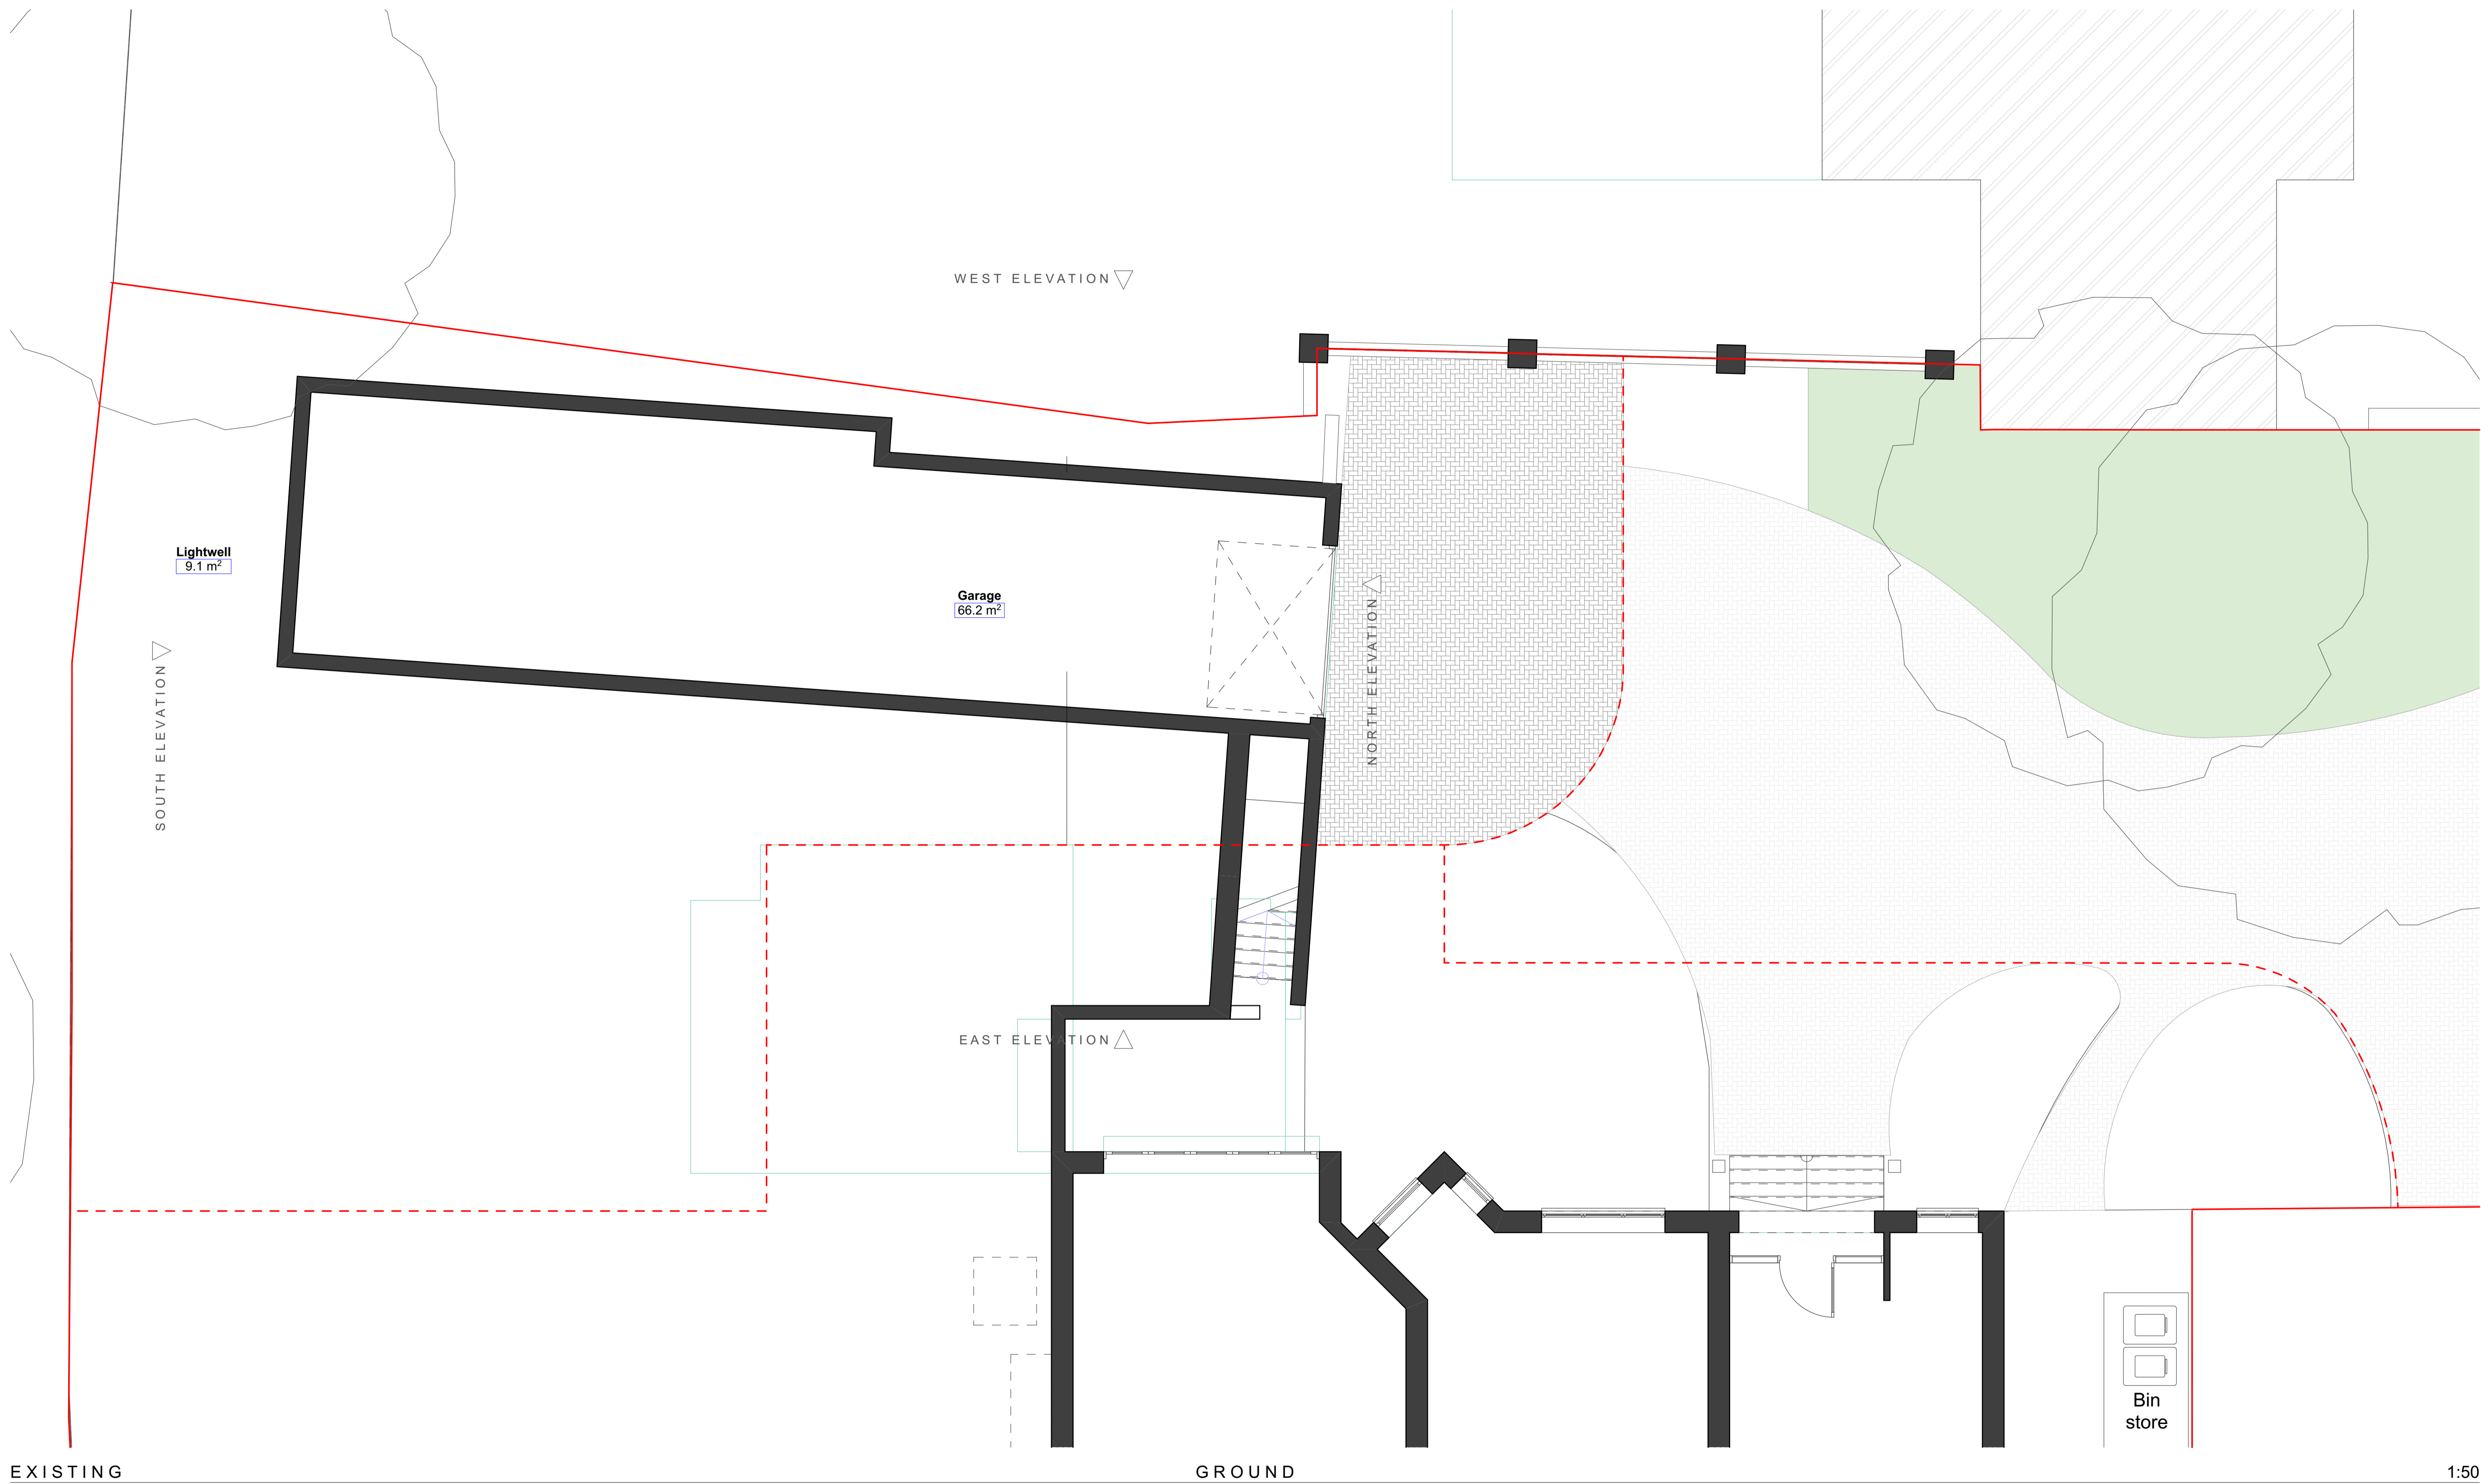 WEST ELEVATION
Lightwell
9.1 m²
Garage
66.2 m²
NORTH ELEVATION
SOUTH ELEVATION
EAST ELEVATION
Bin
store
EXISTING
GROUND
1:50